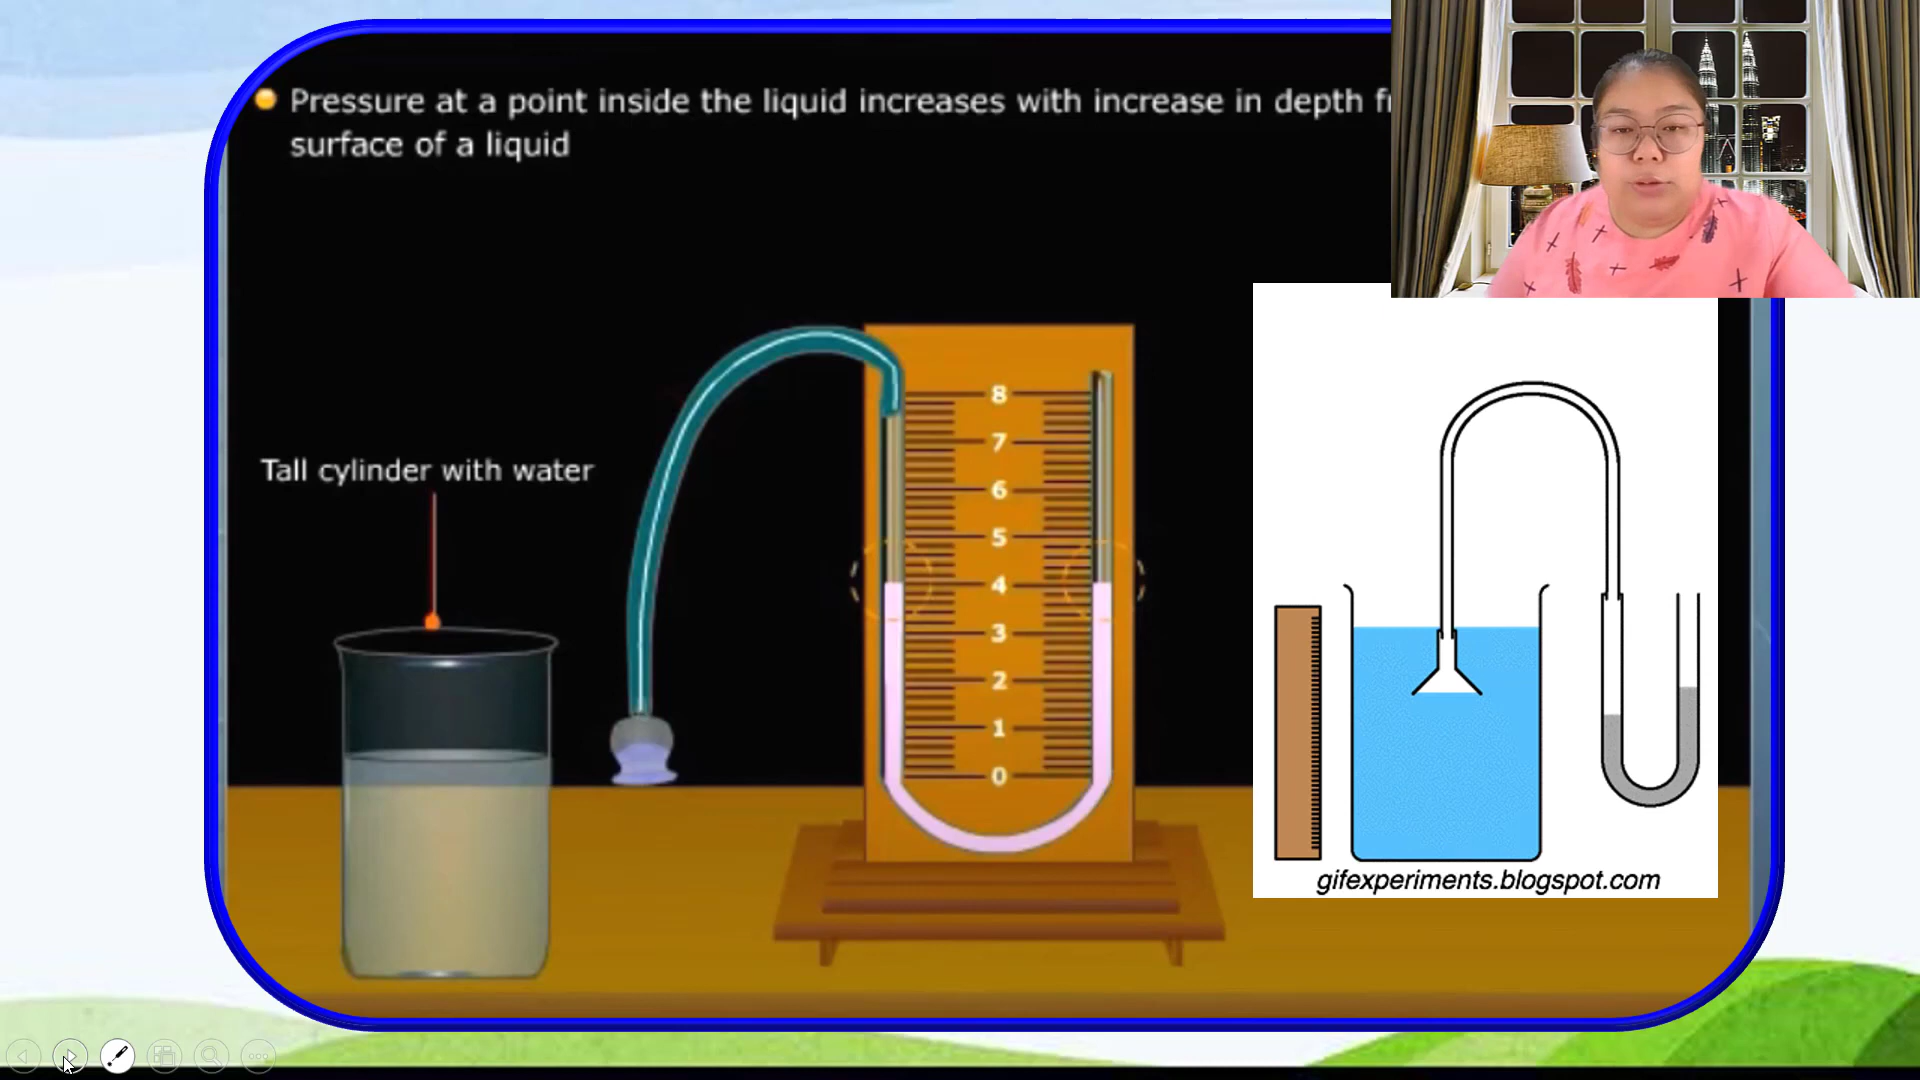 Pressure at a point inside the liquid increases with increase in depth
surface of a liquid
Tall cylinder with water
8
7
6
5
4
3
2
1
0
gifexperiments.blogspot.com